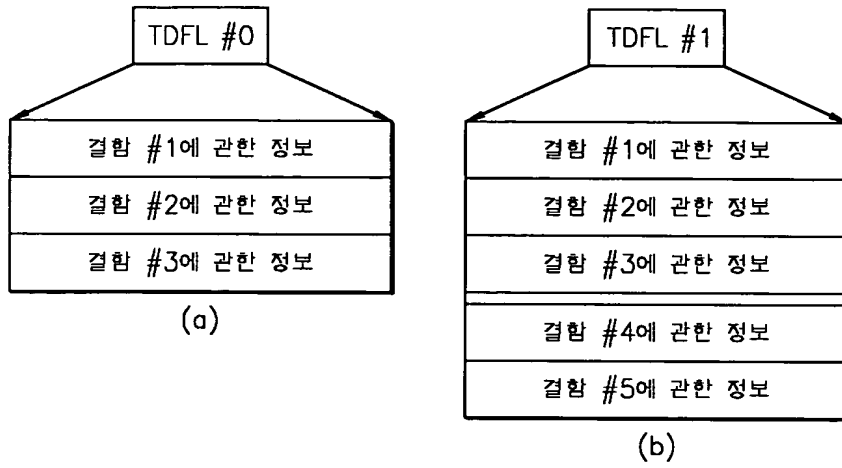 TDFL #0
결함 #1에 관한 정보
결함 #2에 관한 정보
결함 #3에 관한 정보
(a)
TDFL #1
결함 #1에 관한 정보
결함 #2에 관한 정보
결함 #3에 관한 정보
결함 #4에 관한 정보
결함 #5에 관한 정보
(b)